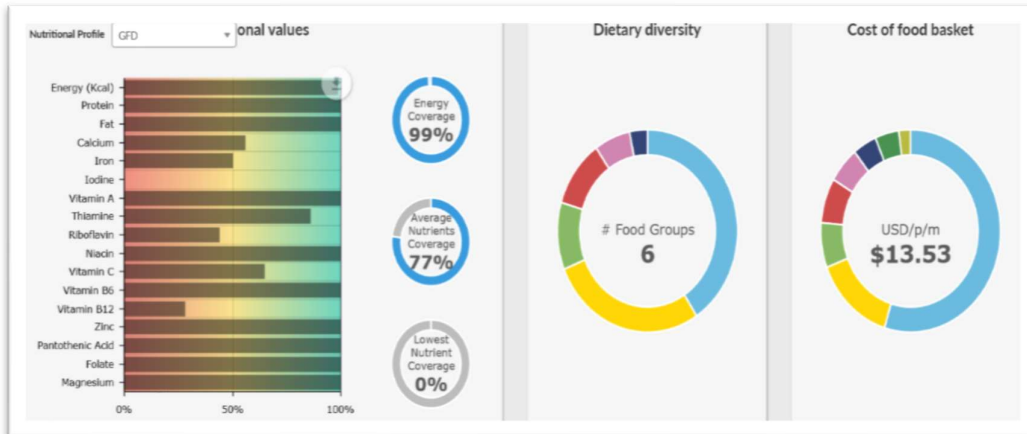 Nutritional Profile
GFD
onal values
Energy (Kcal)
Protein
Fat
Calcium
Iron
Iodine
Vitamin A
Thiamine
Riboflavin
Niacin
Vitamin C
Vitamin B6
Vitamin B12
Zinc
Pantothenic Acid
Folate
Magnesium
0%
50%
100%
Energy
Coverage
99%
Average
Nutrients
Coverage
77%
Lowest
Nutrient
Coverage
0%
Dietary diversity
# Food Groups
6
Cost of food basket
USD/p/m
$13.53